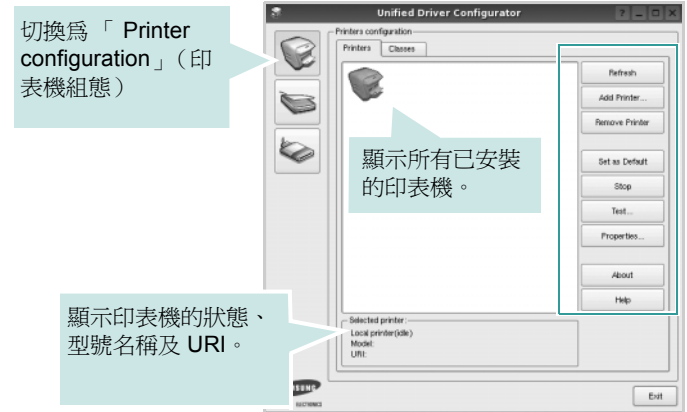 切換爲「 Printer
configuration」（印
表機組態）
Unified Driver Configurator
Printers configuration
Printers Classes
Refresh
Add Printer...
Remove Printer
顯示所有已安裝
的印表機。
Set as Default
Stop
Test...
Properties...
About
Help
顯示印表機的狀態、
型號名稱及 URI。
Selected printer:
Local printer(idle)
Model:
URI:
Exit